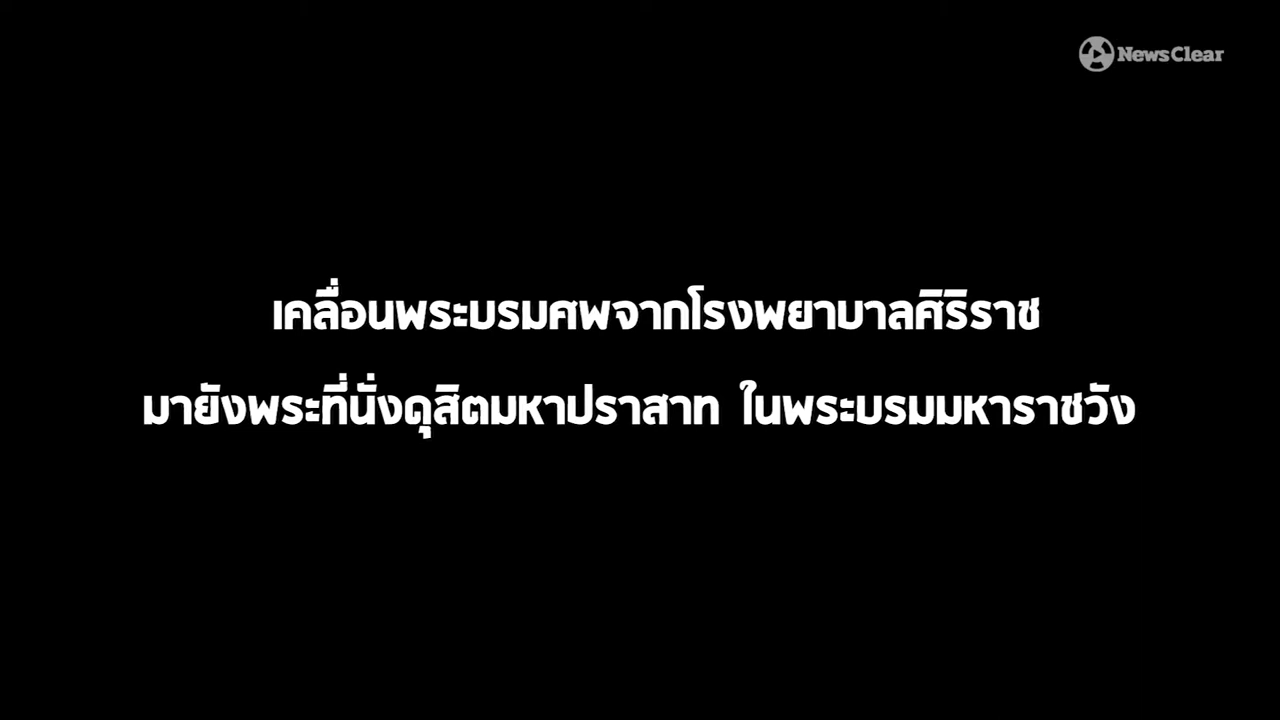 NewsClear
เคลื่อนพระบรมศพจากโรงพยาบาลศิริราช
มายังพระที่นั่งดุสิตมหาปราสาท ในพระบรมมหาราชวัง